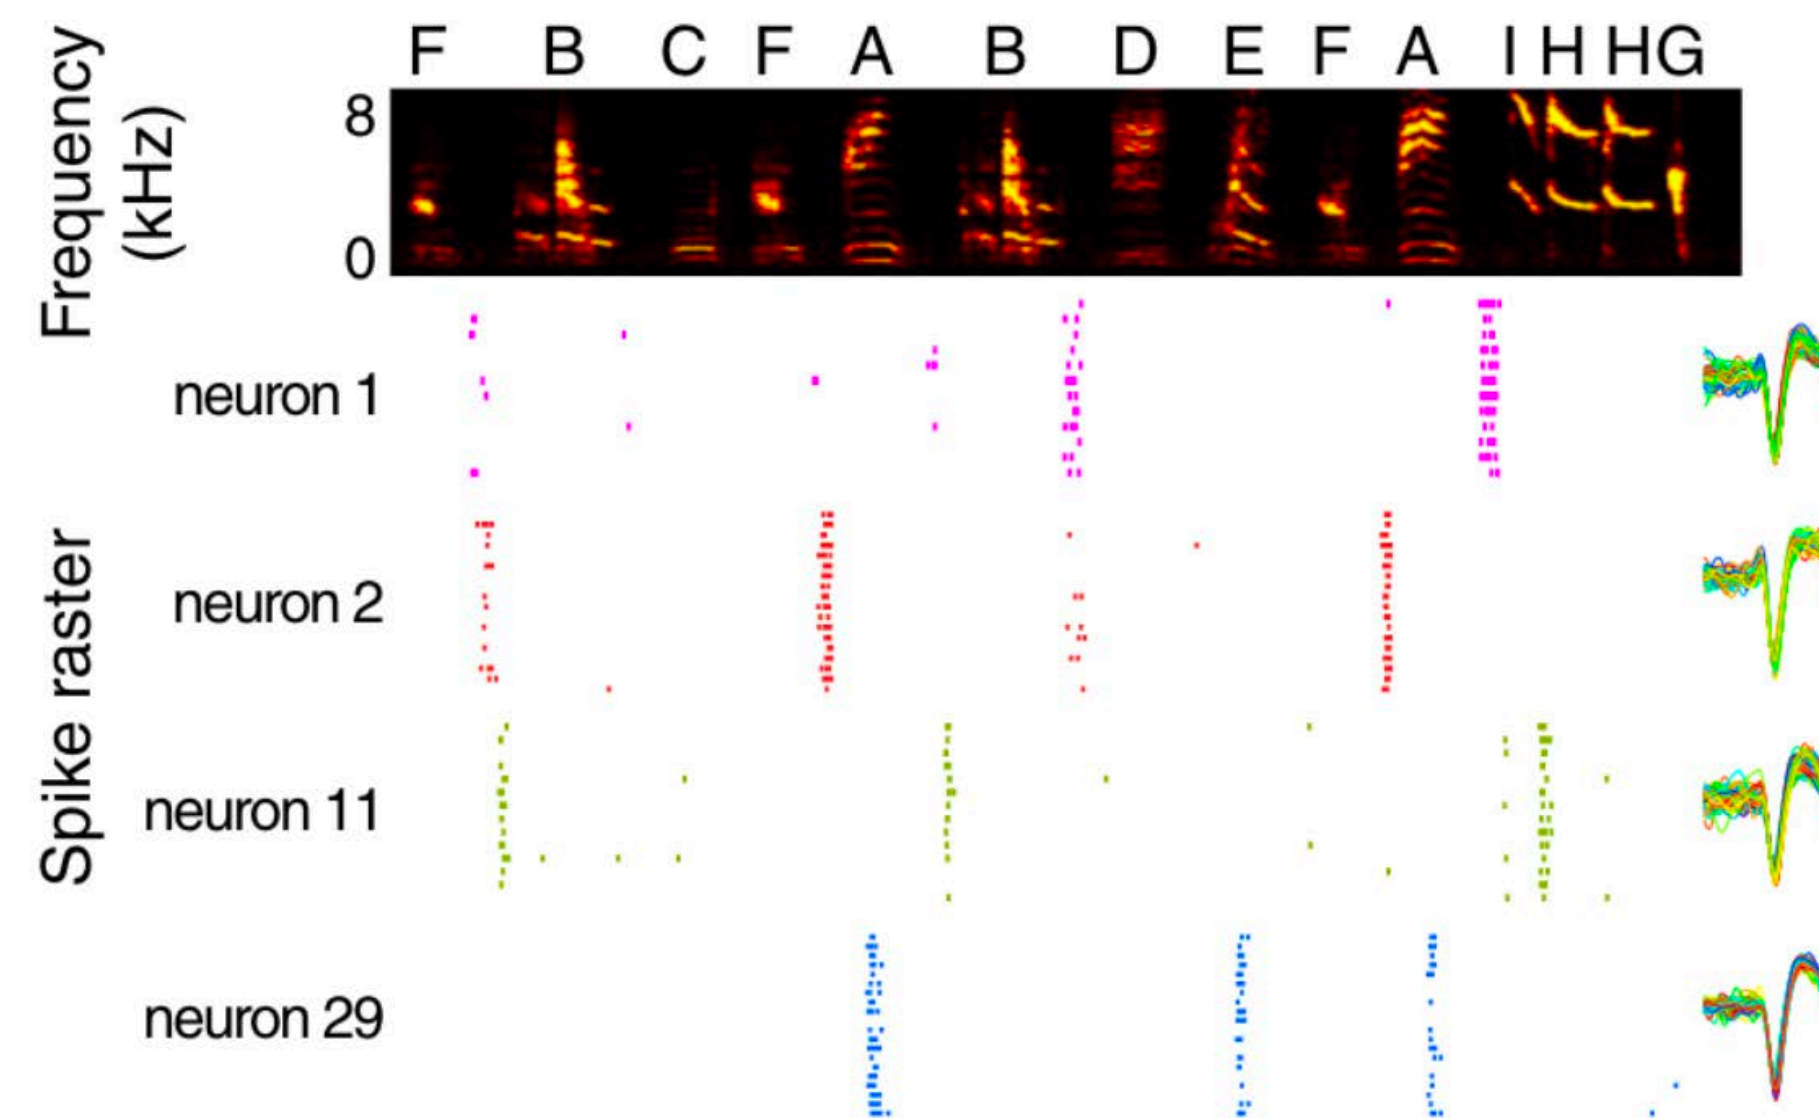 F B C F A B D E F A I H H G
Frequency
(kHz)
8
0
neuron 1
Spike raster
neuron 2
neuron 11
neuron 29